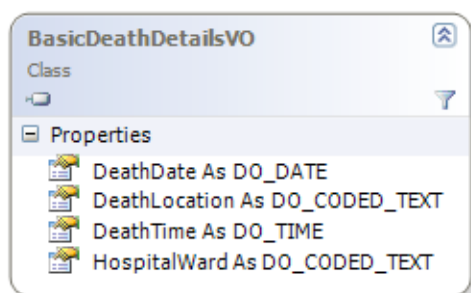 BasicDeathDetailsVO
Class
Properties
DeathDate As DO_DATE
DeathLocation As DO_CODED_TEXT
DeathTime As DO_TIME
HospitalWard As DO_CODED_TEXT